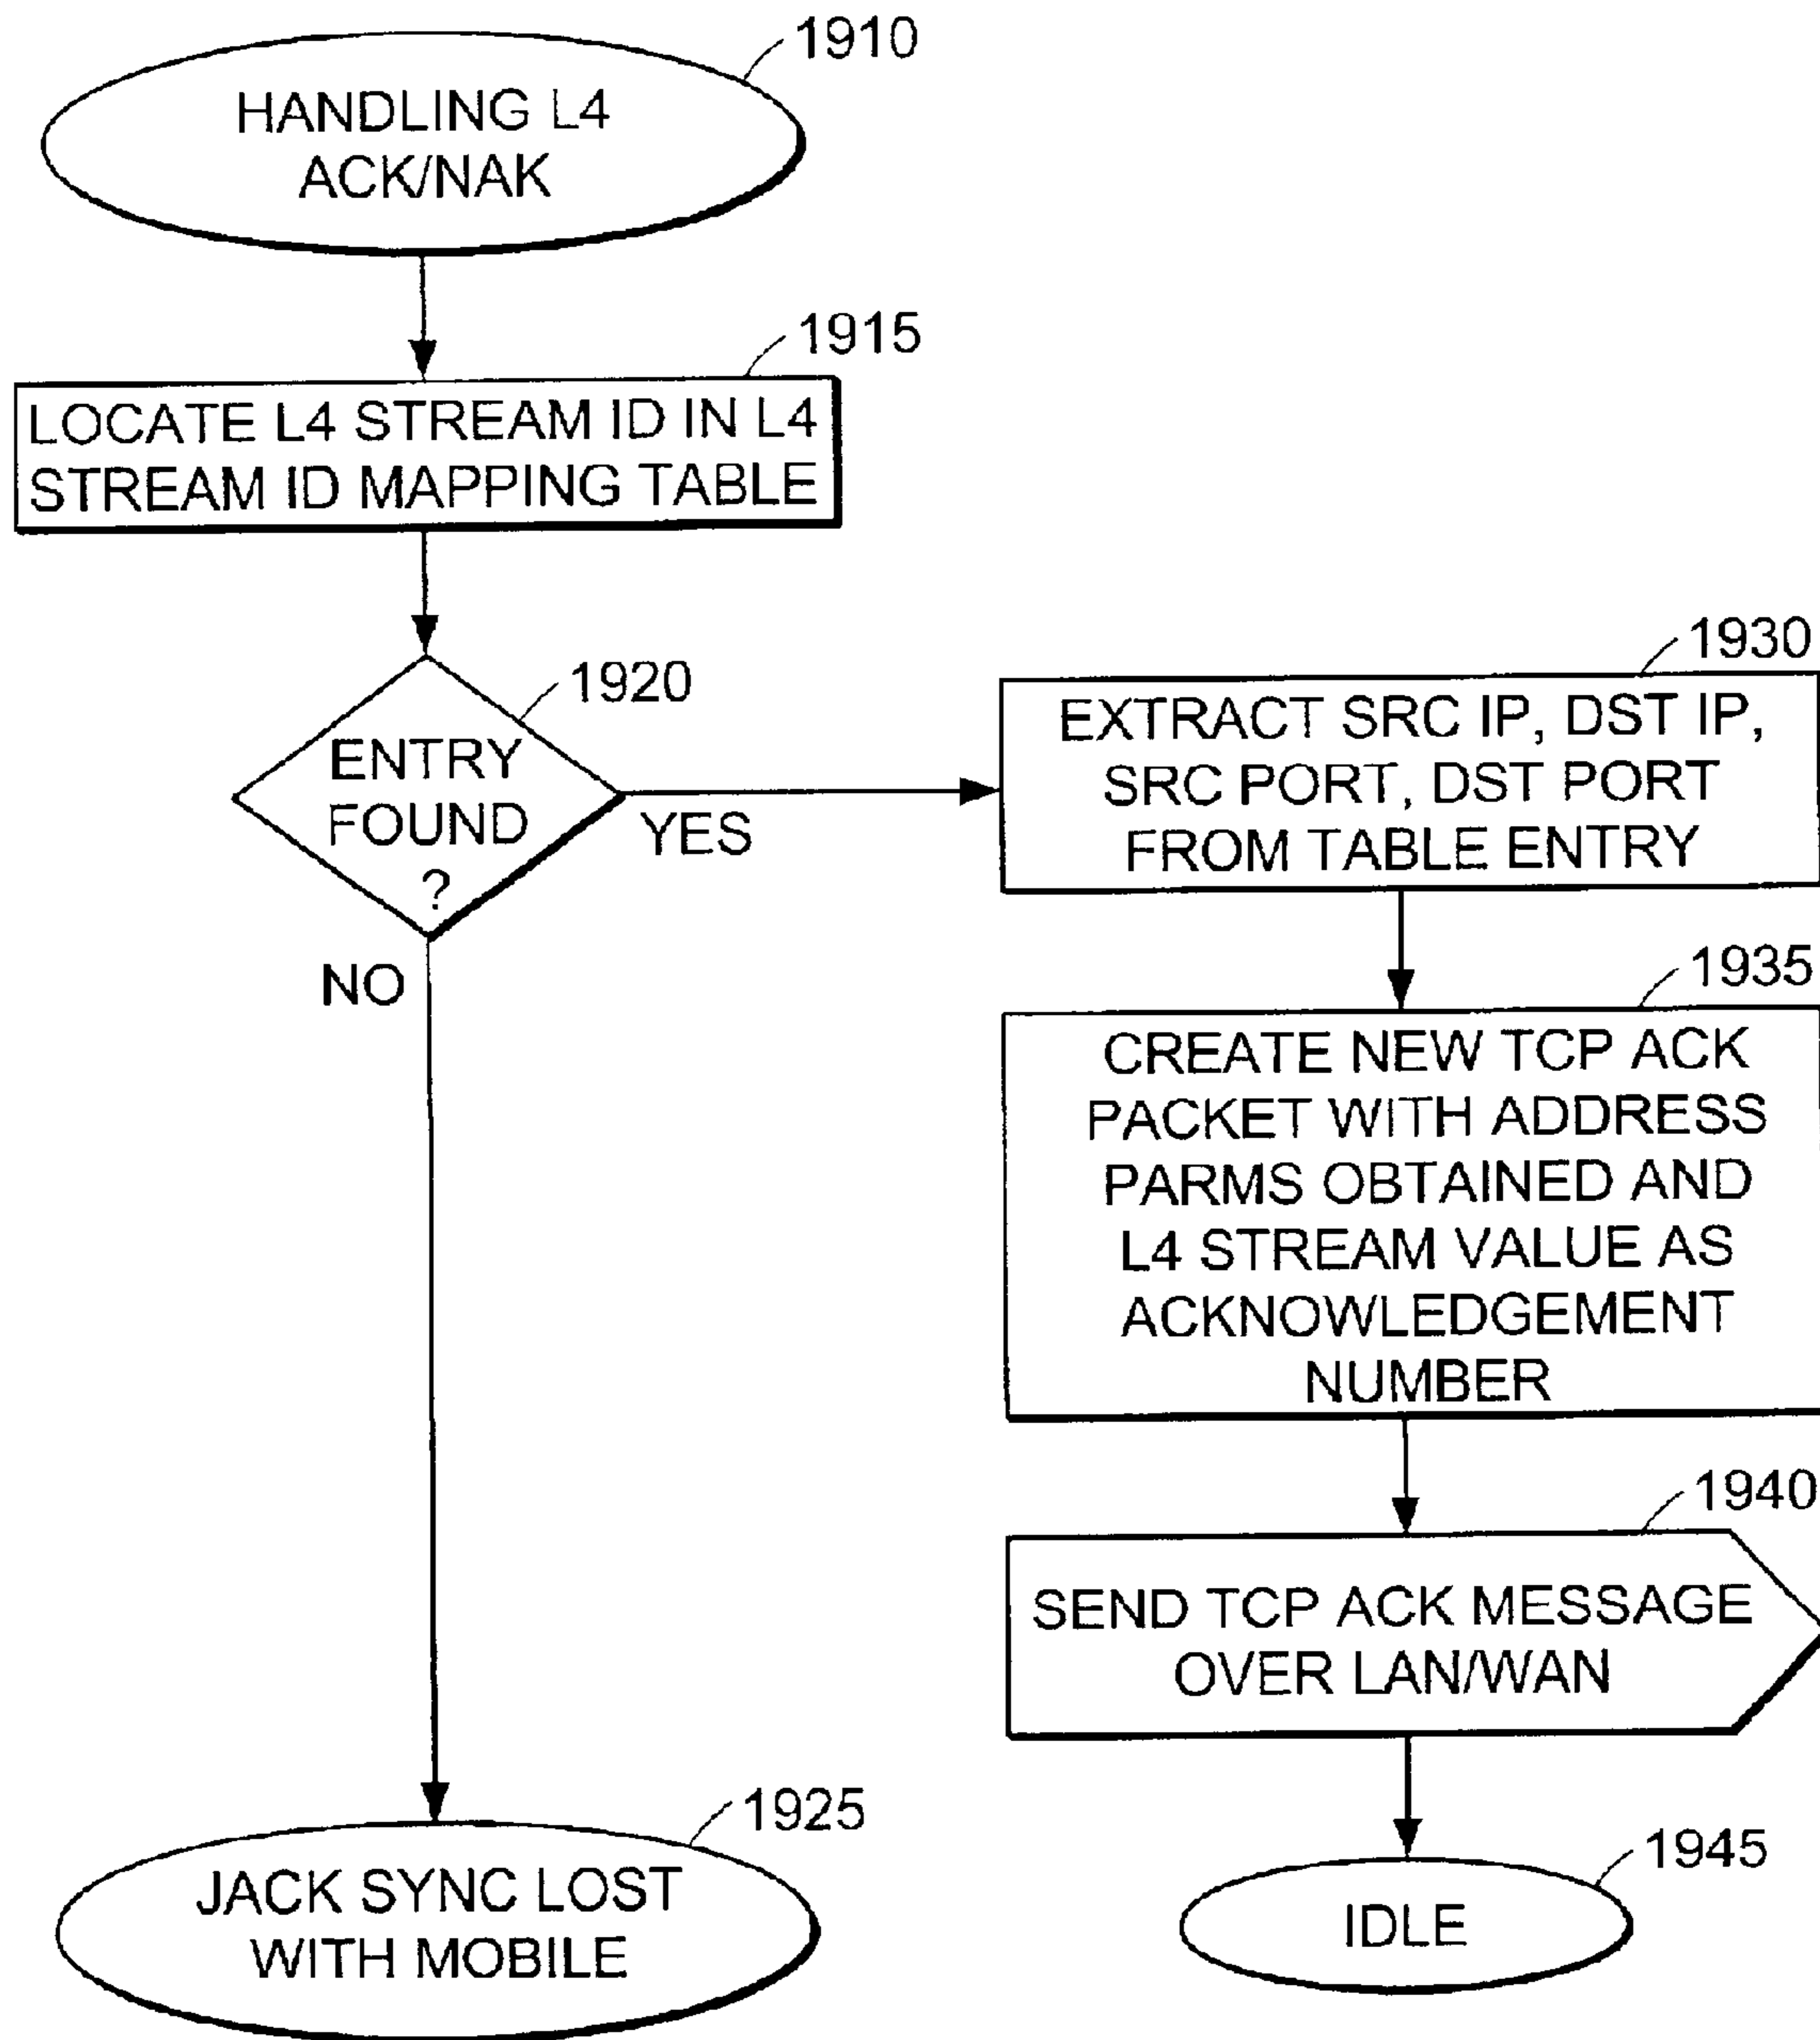 1910
HANDLING L4
ACK/NAK
1915
LOCATE L4 STREAM ID IN L4
STREAM ID MAPPING TABLE
1920
ENTRY
FOUND
?
YES
NO
1925
JACK SYNC LOST
WITH MOBILE
1930
EXTRACT SRC IP, DST IP,
SRC PORT, DST PORT
FROM TABLE ENTRY
1935
CREATE NEW TCP ACK
PACKET WITH ADDRESS
PARMS OBTAINED AND
L4 STREAM VALUE AS
ACKNOWLEDGEMENT
NUMBER
1940
SEND TCP ACK MESSAGE
OVER LAN/WAN
1945
IDLE